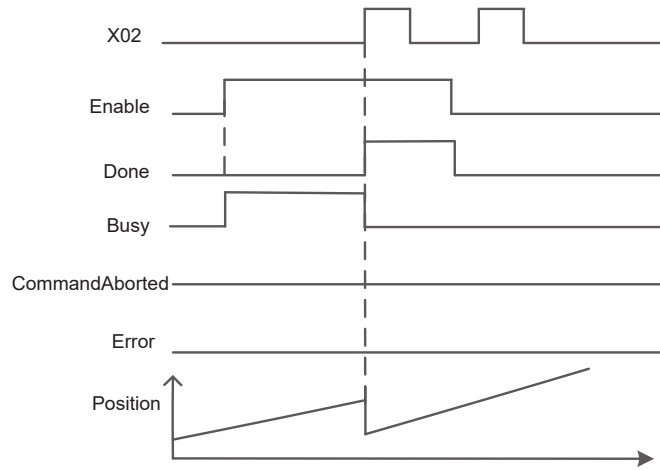 X02
Enable
Done
Busy
CommandAborted
Error
Position